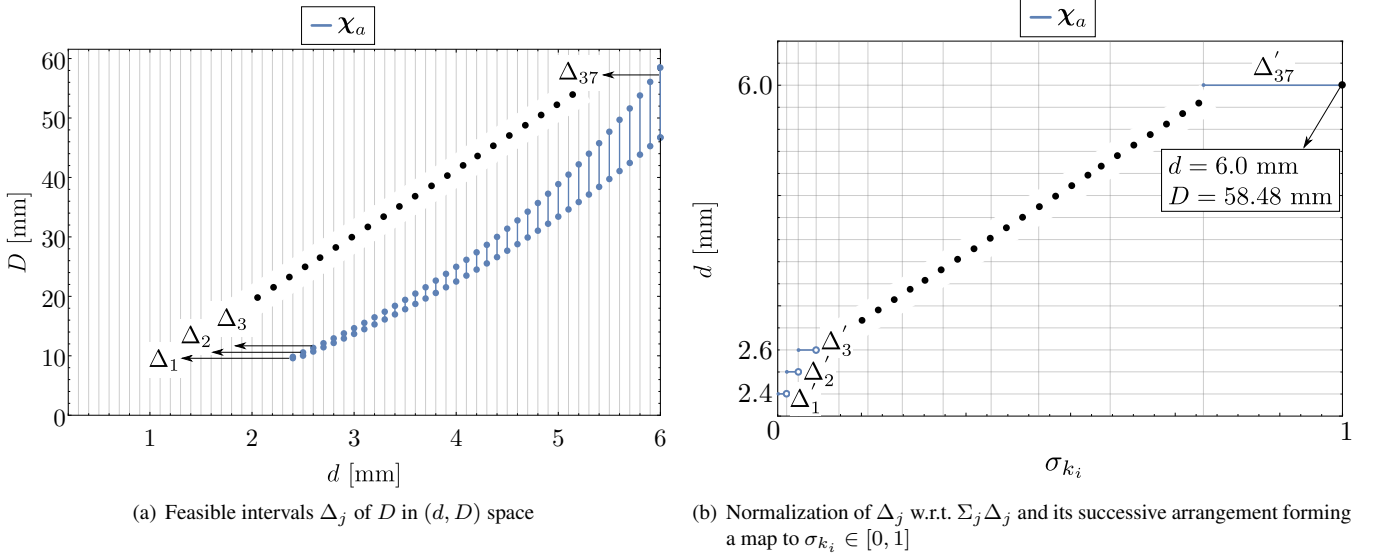 χₐ
60
50
40
30
20
10
0
D [mm]
Δ₃₇
Δ₃
Δ₂
Δ₁
1 2 3 4 5 6
d [mm]
(a) Feasible intervals Δⱼ of D in (d, D) space
χₐ
6.0
2.6
2.4
d [mm]
Δ′₃₇
d = 6.0 mm
D = 58.48 mm
Δ₃′
Δ₂′
Δ₁′
0 1
σₖᵢ
(b) Normalization of Δⱼ w.r.t. ΣⱼΔⱼ and its successive arrangement forming
a map to σₖᵢ ∈ [0, 1]